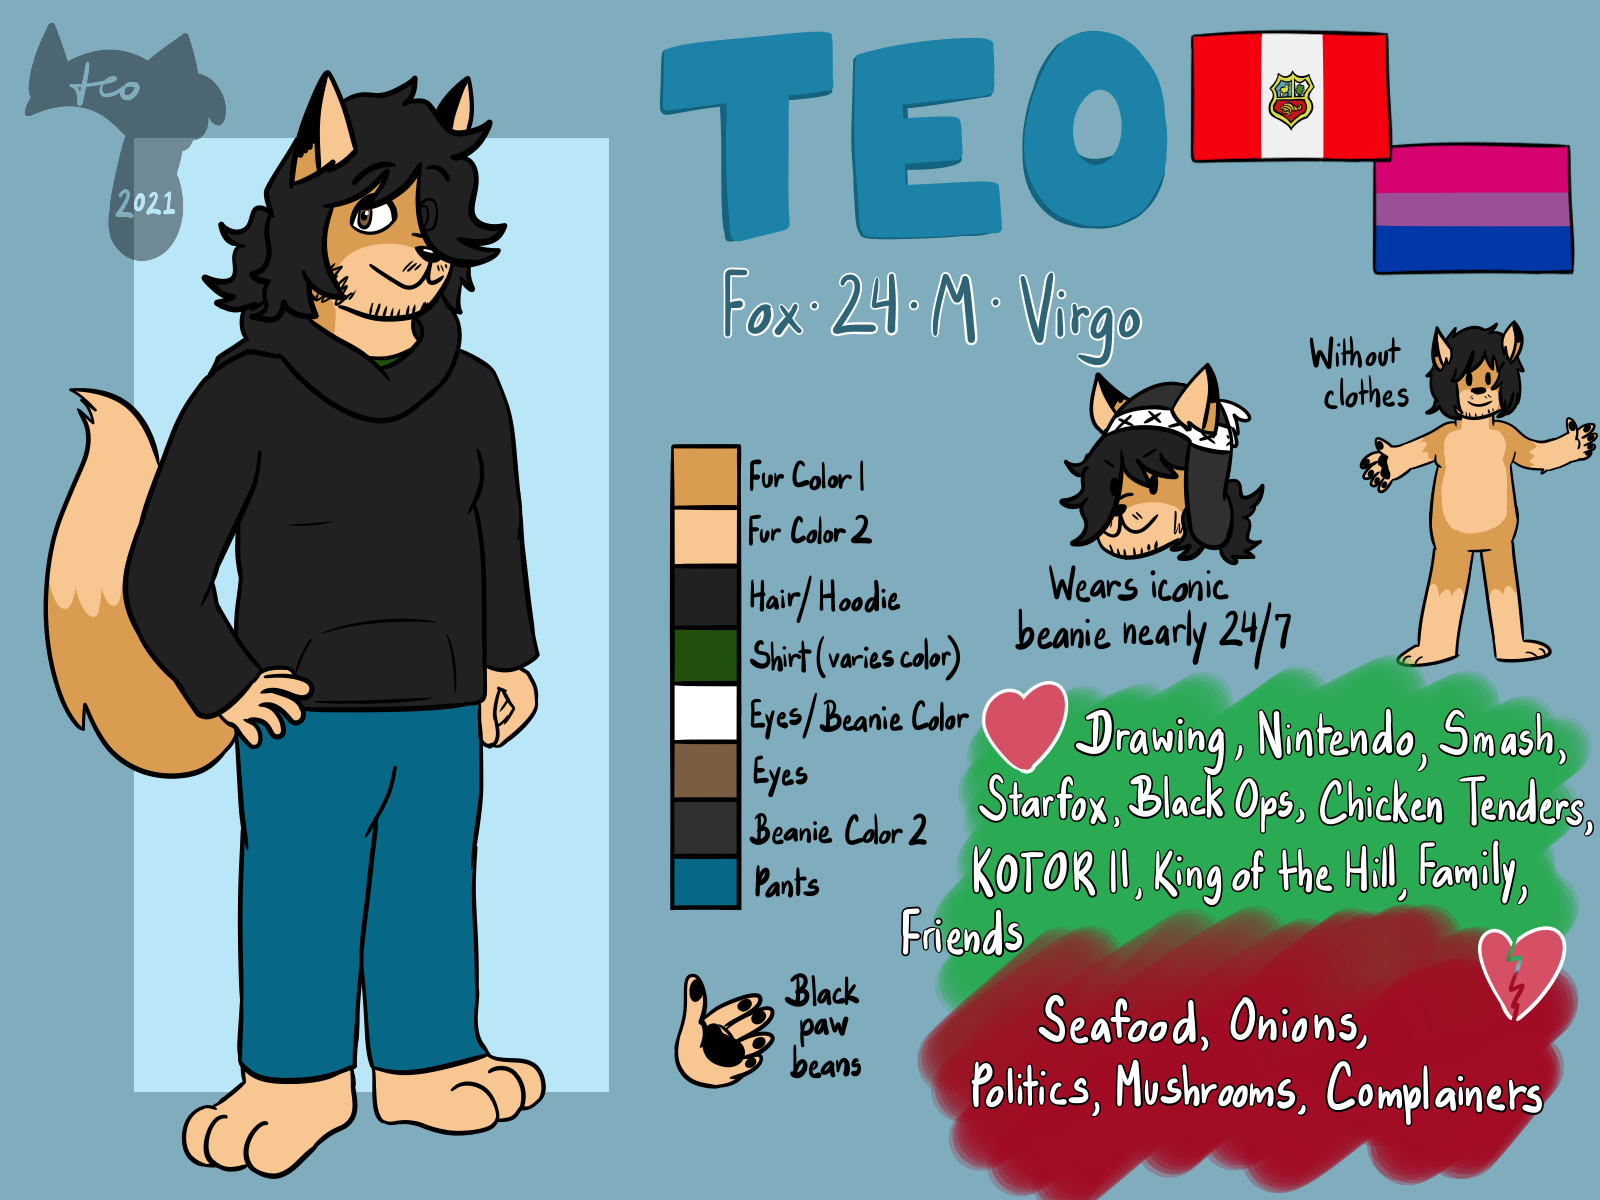 teo
2021
TEO
Fox · 24 · M · Virgo
Without
clothes
Wears iconic
beanie nearly 24/7
Fur Color 1
Fur Color 2
Hair/Hoodie
Shirt (varies color)
Eyes/Beanie Color
Eyes
Beanie Color 2
Pants
Black
paw
beans
Drawing, Nintendo, Smash,
Starfox, Black Ops, Chicken Tenders,
KOTOR II, King of the Hill, Family,
Friends
Seafood, Onions,
Politics, Mushrooms, Complainers